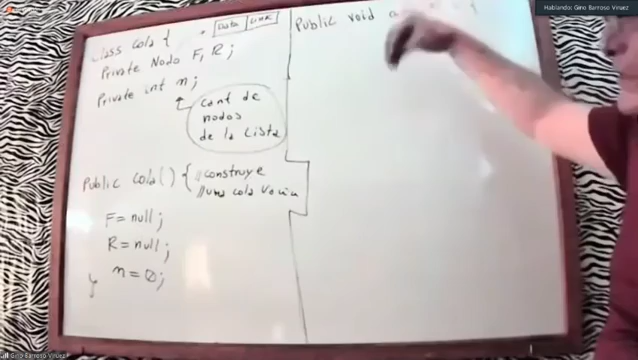 Hablando: Gino Barroso Viruez
Class Cola {
Data Link
Private Nodo F, R;
Private int n;
cant de
nodos
de la Lista
Public Cola() { //construye
//una cola Vacia
F=null;
R=null;
n=0;
}
Public void a
{
Gino Barroso Viruez